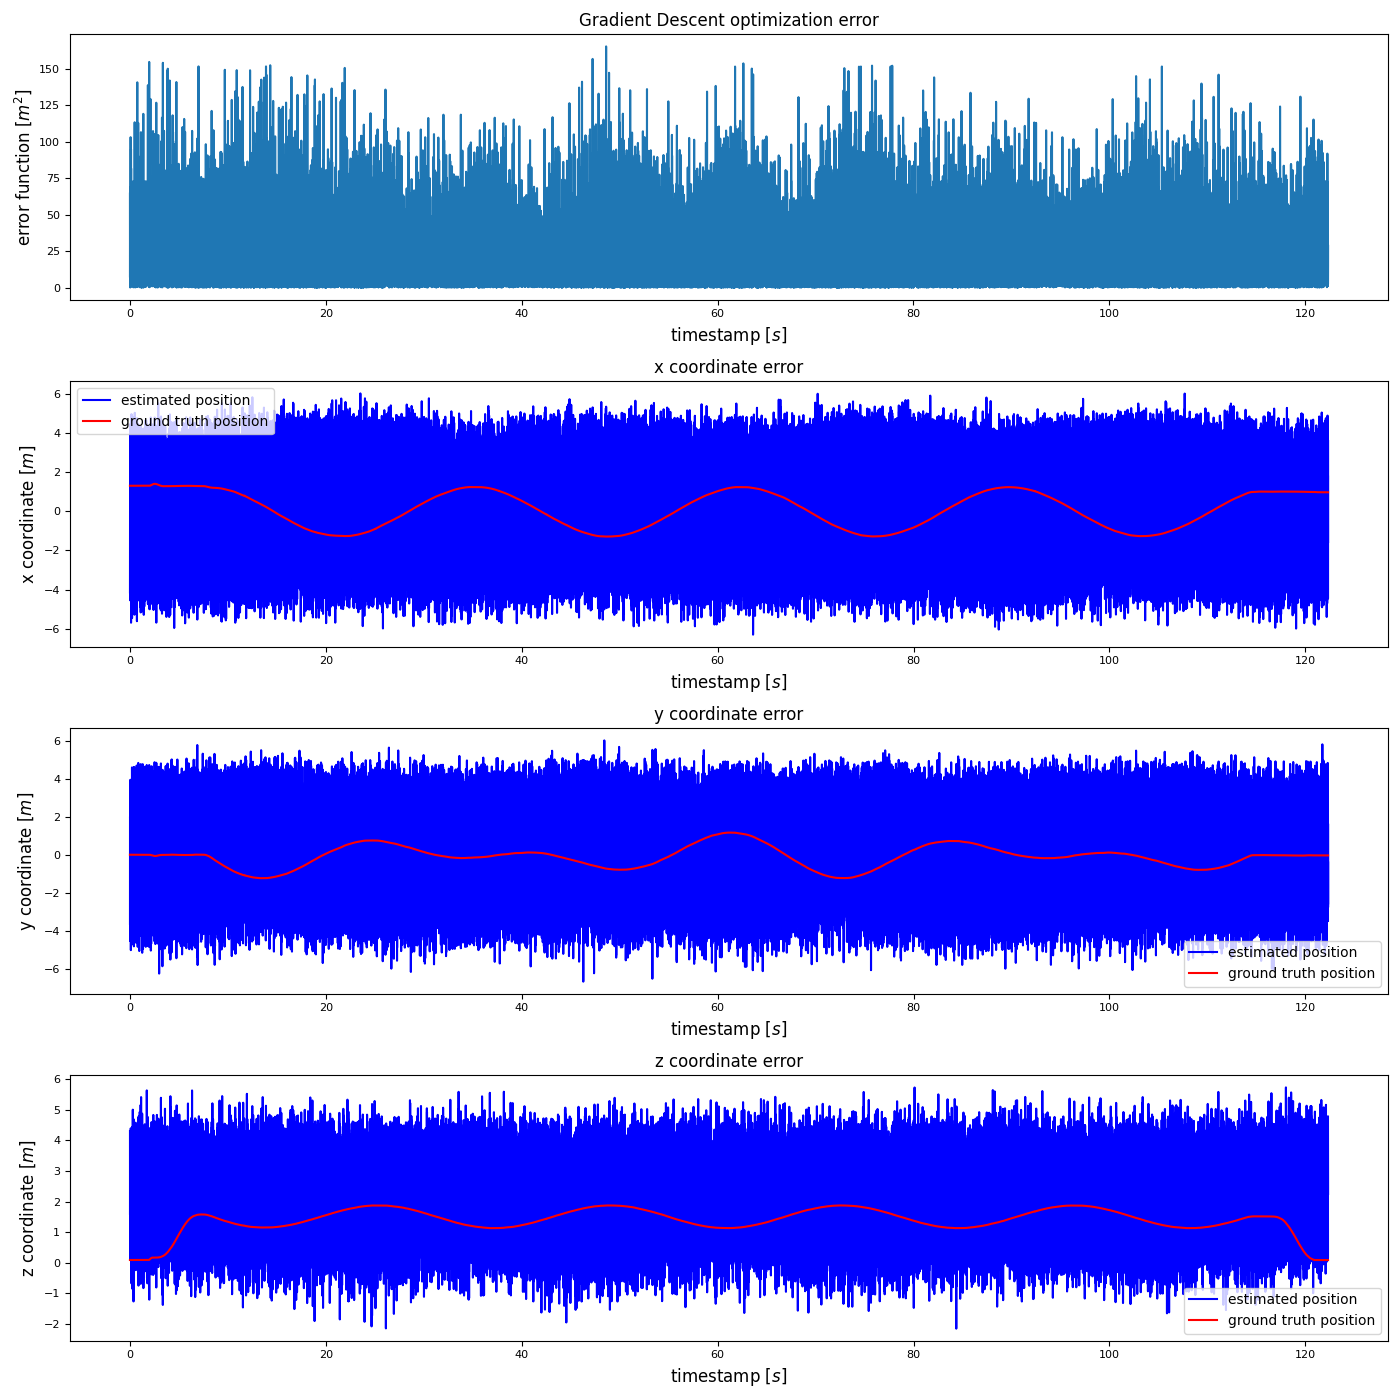 Gradient Descent optimization error
error function [m²]
150
125
100
75
50
25
0
0 20 40 60 80 100 120
timestamp [s]
x coordinate error
estimated position
ground truth position
x coordinate [m]
6
4
2
0
−2
−4
−6
0 20 40 60 80 100 120
timestamp [s]
y coordinate error
y coordinate [m]
6
4
2
0
−2
−4
−6
estimated position
ground truth position
0 20 40 60 80 100 120
timestamp [s]
z coordinate error
z coordinate [m]
6
5
4
3
2
1
0
−1
−2
estimated position
ground truth position
0 20 40 60 80 100 120
timestamp [s]